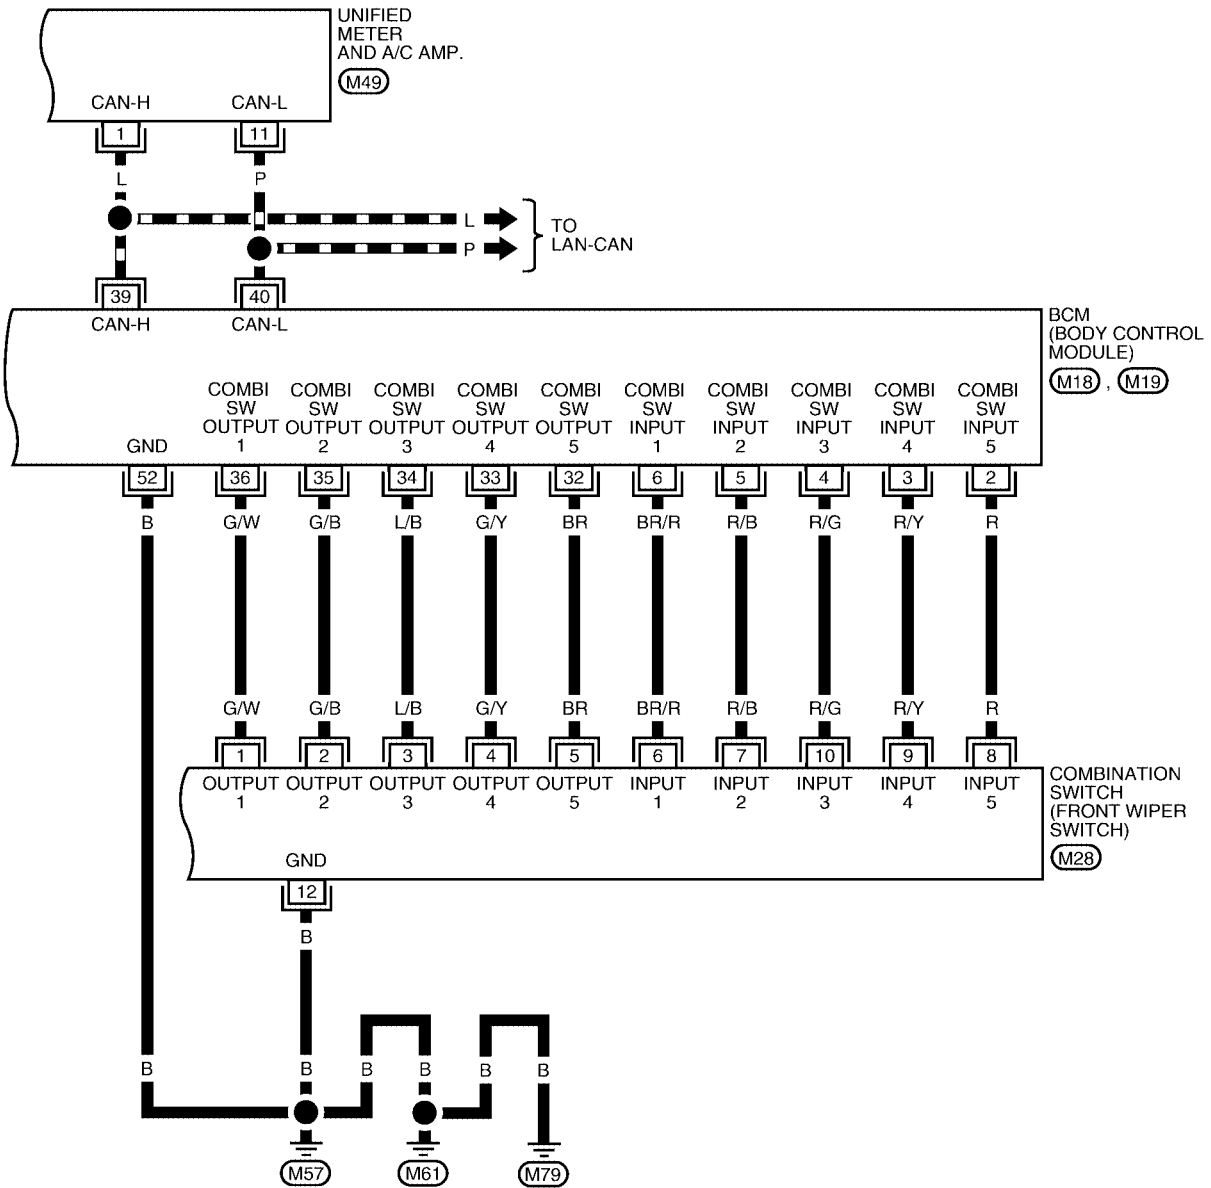 UNIFIED
METER
AND A/C AMP.
M49
CAN-H CAN-L
1 11
L P
L
P
TO
LAN-CAN
39 40
CAN-H CAN-L
BCM
(BODY CONTROL
MODULE)
M18 , M19
COMBI COMBI COMBI COMBI COMBI COMBI COMBI COMBI COMBI COMBI
SW SW SW SW SW SW SW SW SW SW
OUTPUT OUTPUT OUTPUT OUTPUT OUTPUT INPUT INPUT INPUT INPUT INPUT
GND 1 2 3 4 5 1 2 3 4 5
52 36 35 34 33 32 6 5 4 3 2
B G/W G/B L/B G/Y BR BR/R R/B R/G R/Y R
G/W G/B L/B G/Y BR BR/R R/B R/G R/Y R
1 2 3 4 5 6 7 10 9 8
OUTPUT OUTPUT OUTPUT OUTPUT OUTPUT INPUT INPUT INPUT INPUT INPUT
1 2 3 4 5 1 2 3 4 5
COMBINATION
SWITCH
(FRONT WIPER
SWITCH)
M28
GND
12
B
B B B B B B
M57 M61 M79